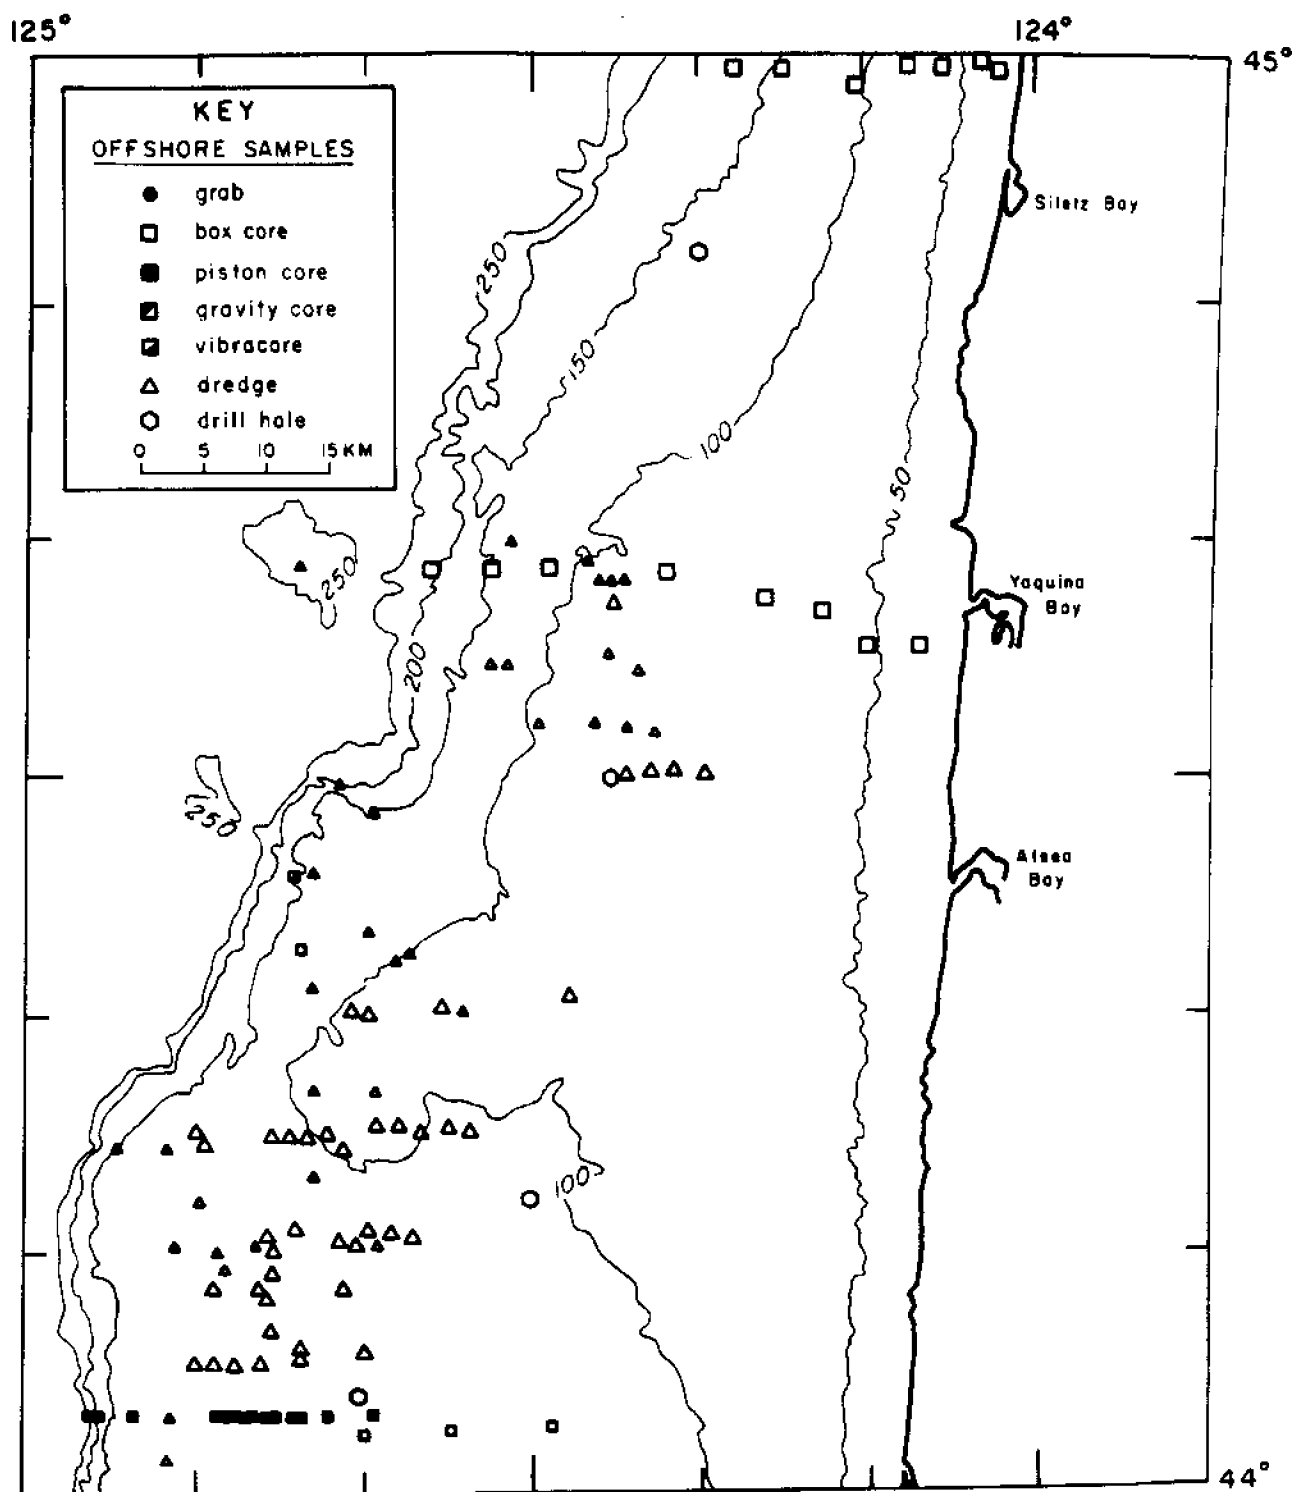 125°
124°
45°
KEY
OFFSHORE SAMPLES
grab
box core
piston core
gravity core
vibracore
dredge
drill hole
0 5 10 15 KM
Siletz Bay
250
150
100
50
250
Yaquina
Bay
200
250
Alsea
Bay
100
44°